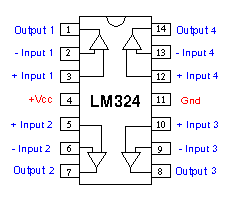 Output 1 1 14 Output 4
- Input 1 2 13 - Input 4
+ Input 1 3 12 + Input 4
+Vcc 4 LM324 11 Gnd
+ Input 2 5 10 + Input 3
- Input 2 6 9 - Input 3
Output 2 7 8 Output 3